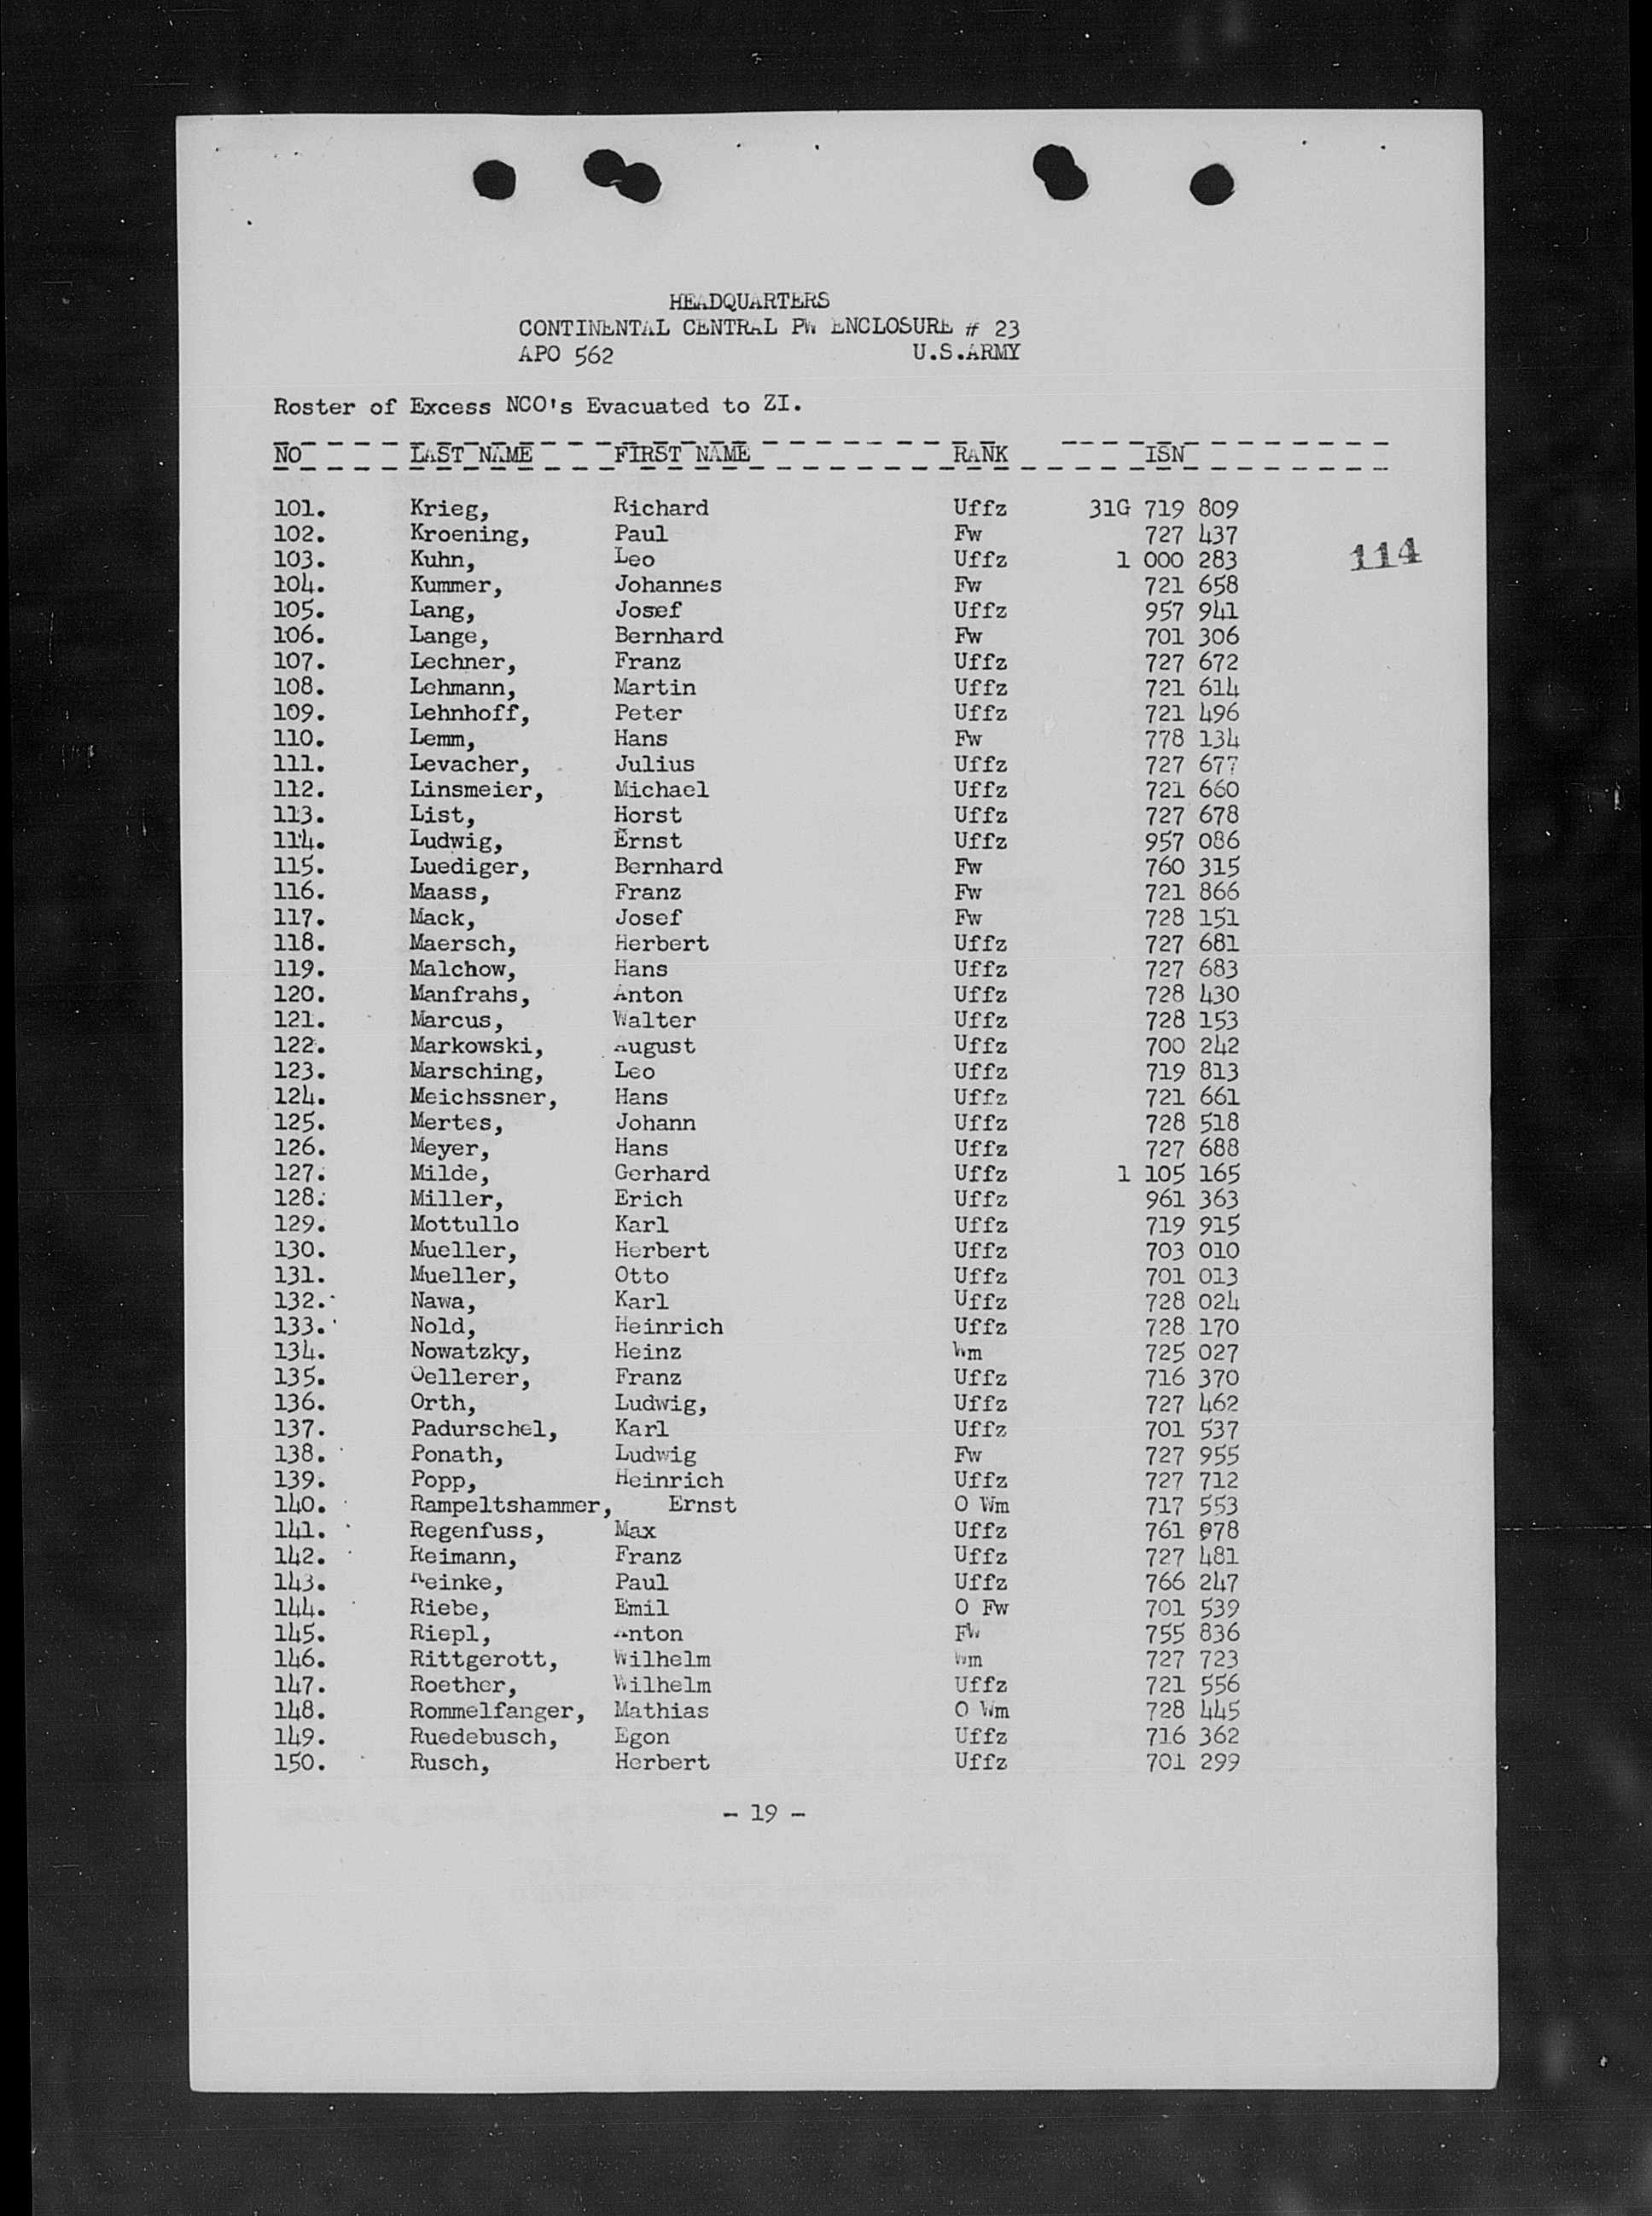 HEADQUARTERS
CONTINENTAL CENTRAL PW ENCLOSURE # 23
APO 562 U.S.ARMY
Roster of Excess NCO's Evacuated to ZI.
NO LAST NAME FIRST NAME RANK ISN
101. Krieg, Richard Uffz 31G 719 809
102. Kroening, Paul Fw 727 437
103. Kuhn, Leo Uffz 1 000 283
114
104. Kummer, Johannes Fw 721 658
105. Lang, Josef Uffz 957 941
106. Lange, Bernhard Fw 701 306
107. Lechner, Franz Uffz 727 672
108. Lehmann, Martin Uffz 721 614
109. Lehnhoff, Peter Uffz 721 496
110. Lemm, Hans Fw 778 134
111. Levacher, Julius Uffz 727 677
112. Linsmeier, Michael Uffz 721 660
113. List, Horst Uffz 727 678
114. Ludwig, Ernst Uffz 957 086
115. Luediger, Bernhard Fw 760 315
116. Maass, Franz Fw 721 866
117. Mack, Josef Fw 728 151
118. Maersch, Herbert Uffz 727 681
119. Malchow, Hans Uffz 727 683
120. Manfrahs, Anton Uffz 728 430
121. Marcus, Walter Uffz 728 153
122. Markowski, August Uffz 700 242
123. Marsching, Leo Uffz 719 813
124. Meichssner, Hans Uffz 721 661
125. Mertes, Johann Uffz 728 518
126. Meyer, Hans Uffz 727 688
127. Milde, Gerhard Uffz 1 105 165
128. Miller, Erich Uffz 961 363
129. Mottullo Karl Uffz 719 915
130. Mueller, Herbert Uffz 703 010
131. Mueller, Otto Uffz 701 013
132. Nawa, Karl Uffz 728 024
133. Nold, Heinrich Uffz 728 170
134. Nowatzky, Heinz Wm 725 027
135. Oellerer, Franz Uffz 716 370
136. Orth, Ludwig, Uffz 727 462
137. Padurschel, Karl Uffz 701 537
138. Ponath, Ludwig Fw 727 955
139. Popp, Heinrich Uffz 727 712
140. Rampeltshammer, Ernst O Wm 717 553
141. Regenfuss, Max Uffz 761
142. Reimann, Franz Uffz 727 481
143. Reinke, Paul Uffz 766 247
144. Riebe, Emil O Fw 701 539
145. Riepl, Anton FW 755 836
146. Rittgerott, Wilhelm Wm 727 723
147. Roether, Wilhelm Uffz 721 556
148. Rommelfanger, Mathias O Wm 728 445
149. Ruedebusch, Egon Uffz 716 362
150. Rusch, Herbert Uffz 701 299
- 19 -